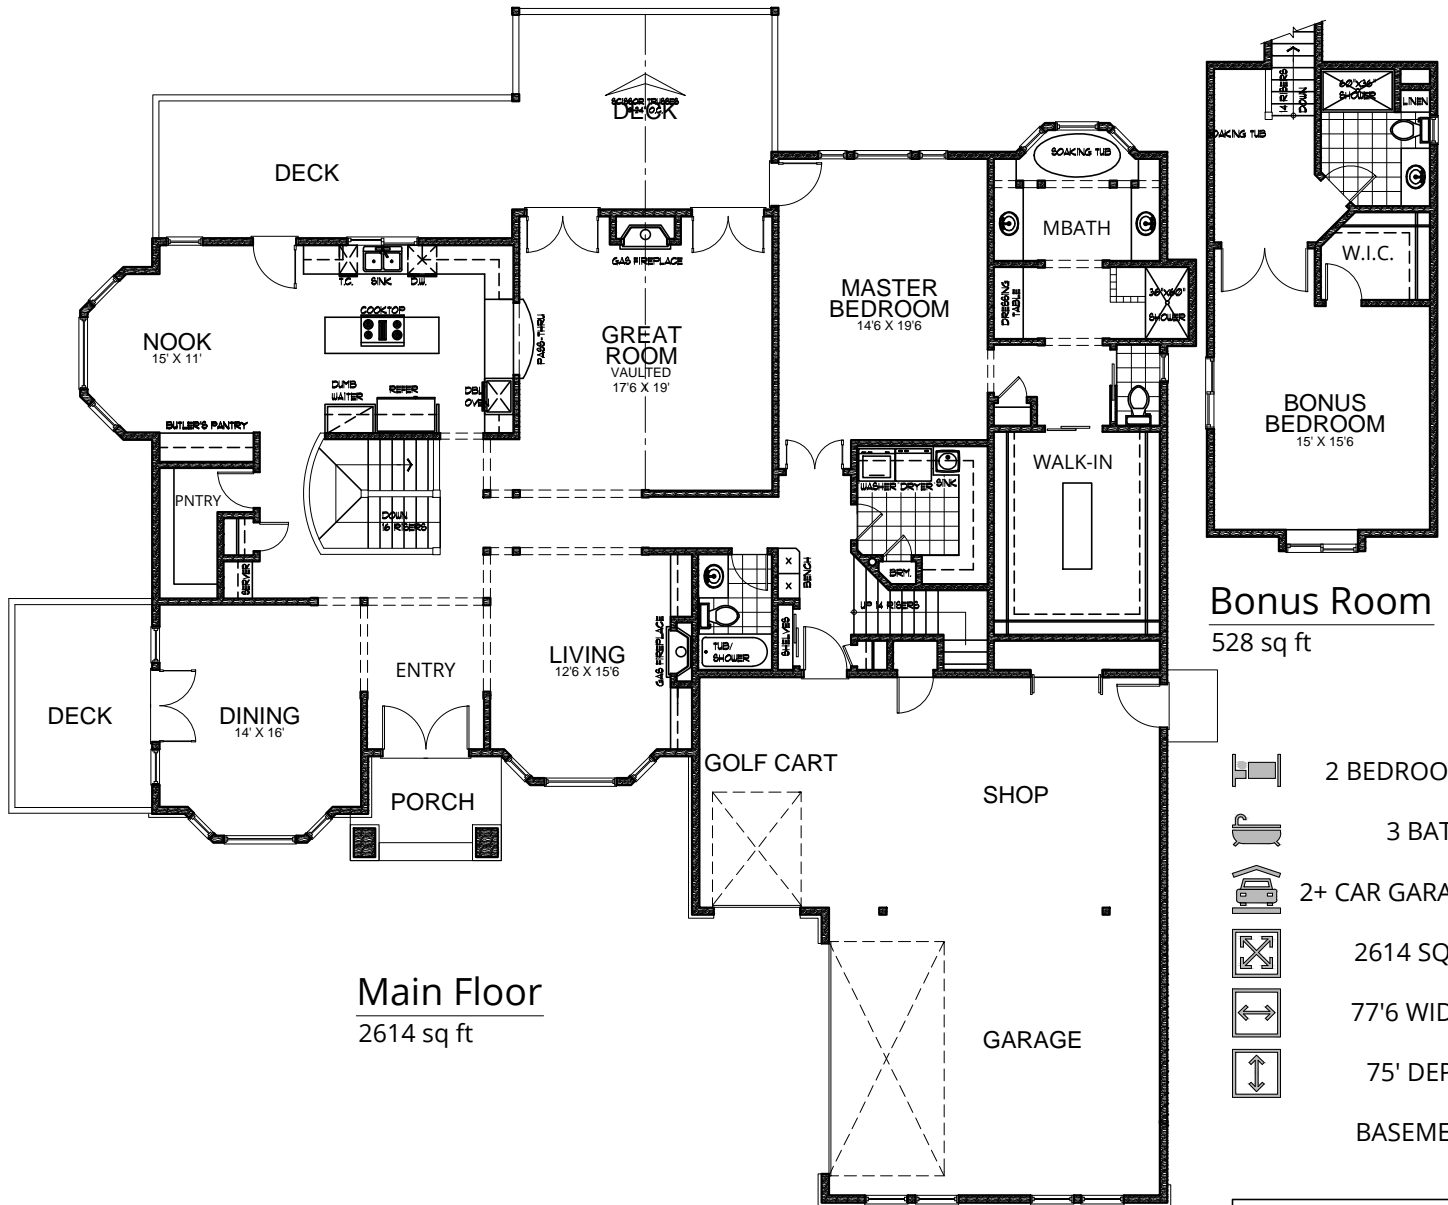 SCISSOR TRUSSES
@ 24" O.C.
DECK
DECK
14 RISERS
DOWN
60"X36"
SHOWER
LINEN
SOAKING TUB
SOAKING TUB
MBATH
W.I.C.
GAS FIREPLACE
T.C.
SINK
D.W.
COOKTOP
NOOK
15' X 11'
PASS-THRU
GREAT
ROOM
VAULTED
17'6 X 19'
MASTER
BEDROOM
14'6 X 19'6
DRESSING
TABLE
36"X60"
SHOWER
DUMB
WAITER
REFER
DBL
OVEN
BONUS
BEDROOM
15' X 15'6
BUTLER'S PANTRY
WALK-IN
PNTRY
DOWN
16 RISERS
WASHER
DRYER
SINK
SERVER
BENCH
BRM.
UP 14 RISERS
Bonus Room
528 sq ft
ENTRY
LIVING
12'6 X 15'6
GAS FIREPLACE
TUB/
SHOWER
SHELVES
DECK
DINING
14' X 16'
GOLF CART
SHOP
PORCH
2 BEDROO
3 BAT
2+ CAR GARA
2614 SQ
77'6 WID
75' DEP
BASEME
Main Floor
2614 sq ft
GARAGE